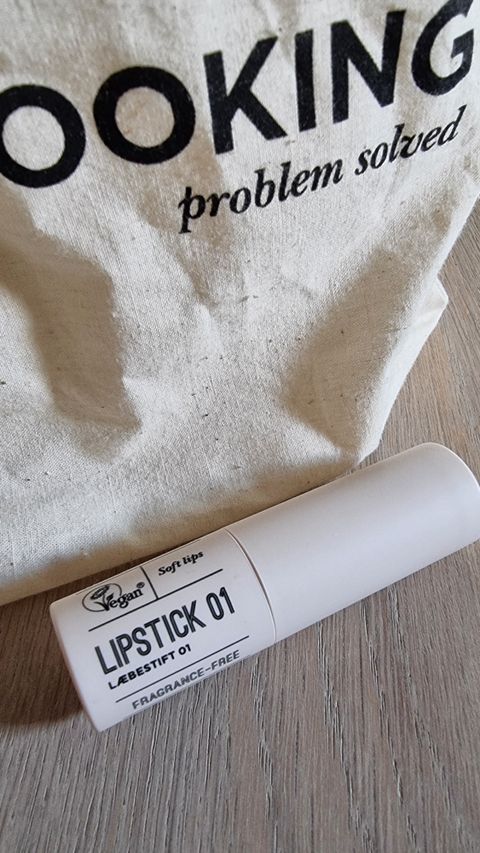 OOKING
problem solved
Vegan®
Soft lips
LIPSTICK 01
LÆBESTIFT 01
FRAGRANCE-FREE